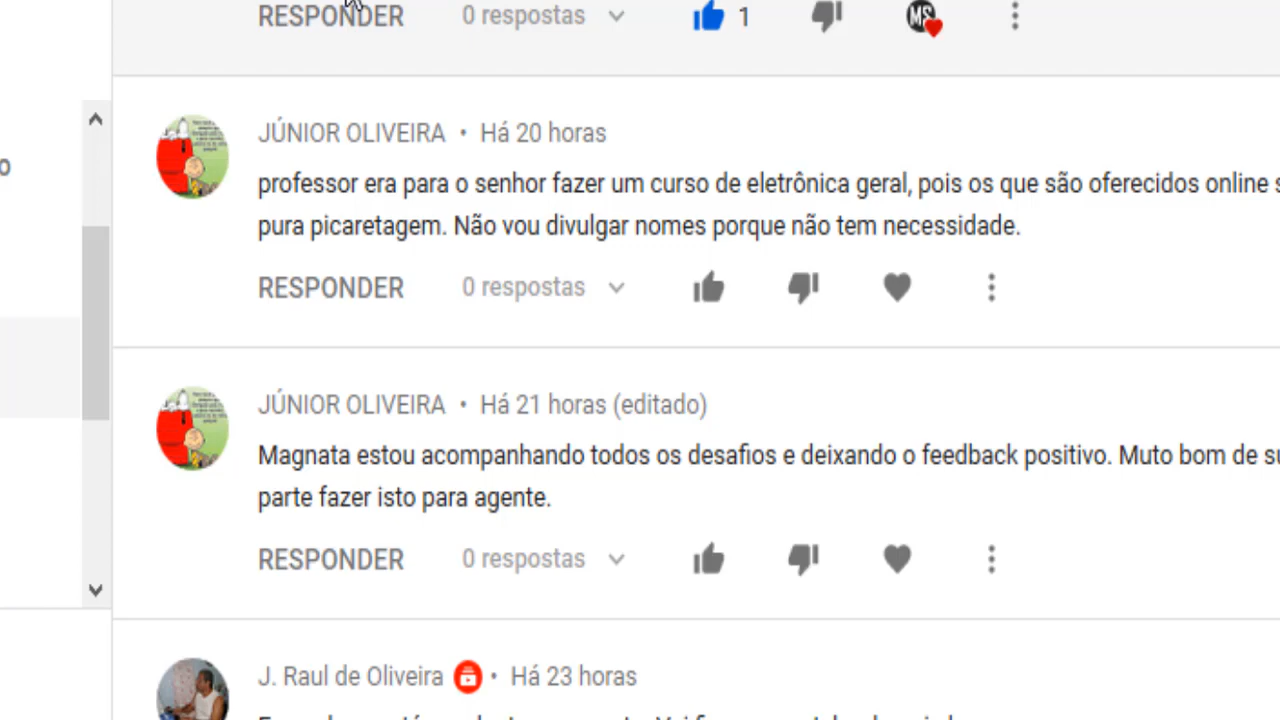 RESPONDER 0 respostas 1 MS
JÚNIOR OLIVEIRA • Há 20 horas
professor era para o senhor fazer um curso de eletrônica geral, pois os que são oferecidos online s
pura picaretagem. Não vou divulgar nomes porque não tem necessidade.
RESPONDER 0 respostas
JÚNIOR OLIVEIRA • Há 21 horas (editado)
Magnata estou acompanhando todos os desafios e deixando o feedback positivo. Muto bom de su
parte fazer isto para agente.
RESPONDER 0 respostas
J. Raul de Oliveira • Há 23 horas